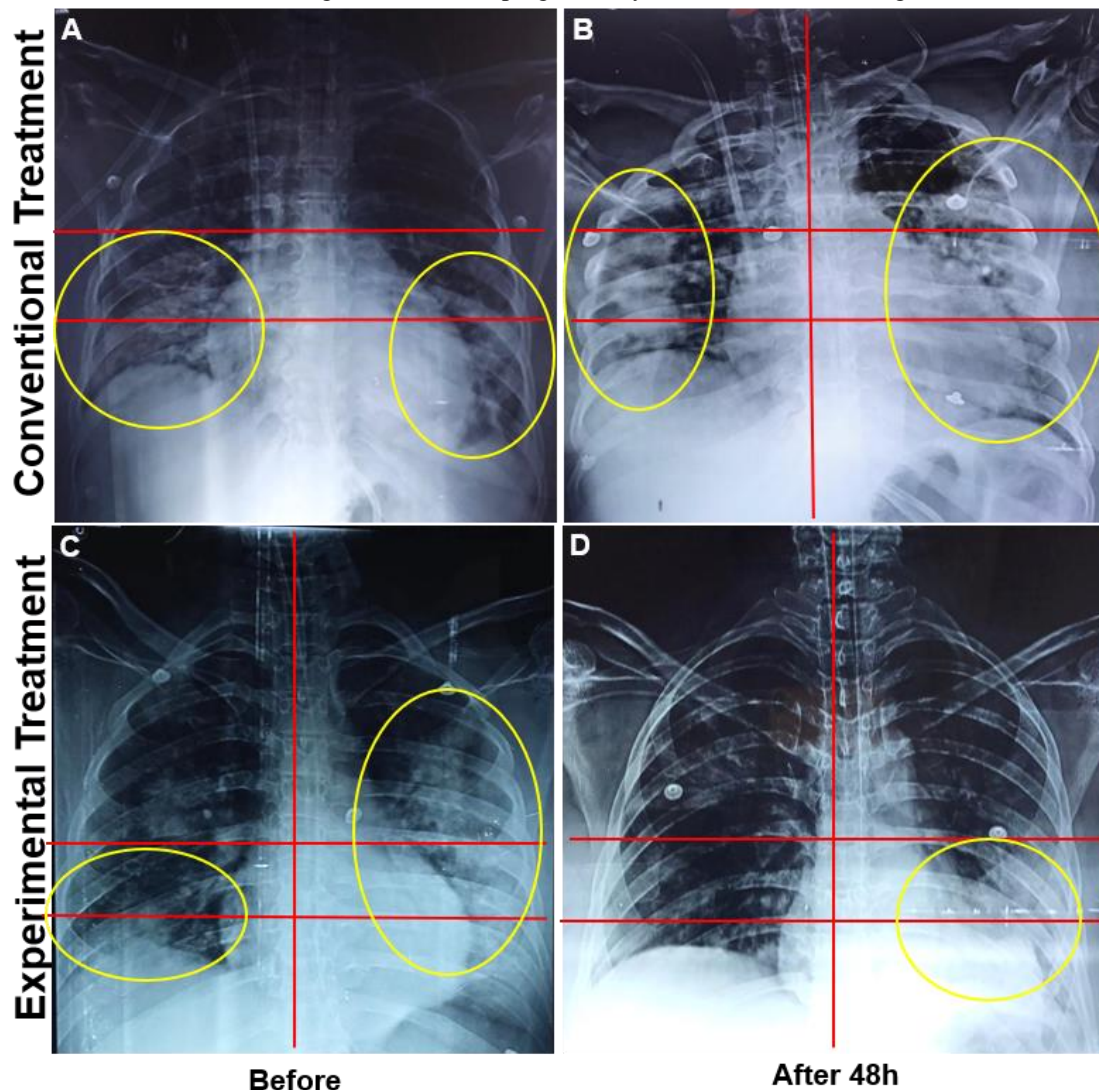 A
B
Conventional Treatment
C
D
Experimental Treatment
Before
After 48h